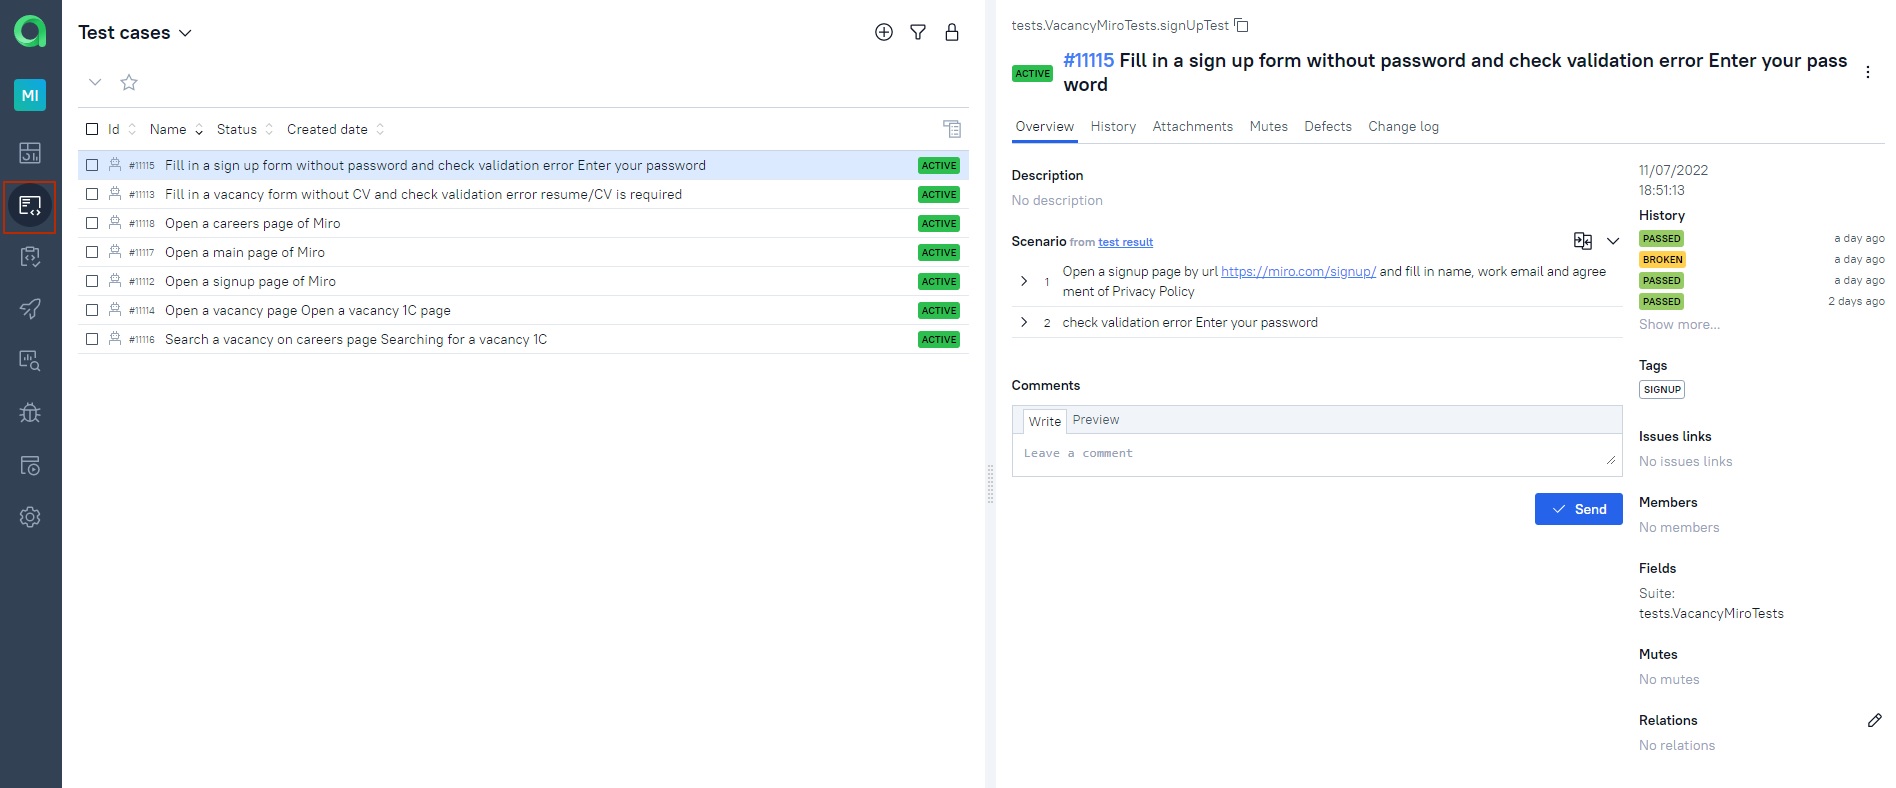 MI
Test cases
Id Name Status Created date
#11115 Fill in a sign up form without password and check validation error Enter your password ACTIVE
#11113 Fill in a vacancy form without CV and check validation error resume/CV is required ACTIVE
#11118 Open a careers page of Miro ACTIVE
#11117 Open a main page of Miro ACTIVE
#11112 Open a signup page of Miro ACTIVE
#11114 Open a vacancy page Open a vacancy 1C page ACTIVE
#11116 Search a vacancy on careers page Searching for a vacancy 1C ACTIVE
tests.VacancyMiroTests.signUpTest
ACTIVE #11115 Fill in a sign up form without password and check validation error Enter your pass
word
Overview History Attachments Mutes Defects Change log
Description
No description
Scenario from test result
1 Open a signup page by url https://miro.com/signup/ and fill in name, work email and agree
ment of Privacy Policy
2 check validation error Enter your password
Comments
Write Preview
Leave a comment
Send
11/07/2022
18:51:13
History
PASSED a day ago
BROKEN a day ago
PASSED a day ago
PASSED 2 days ago
Show more...
Tags
SIGNUP
Issues links
No issues links
Members
No members
Fields
Suite:
tests.VacancyMiroTests
Mutes
No mutes
Relations
No relations